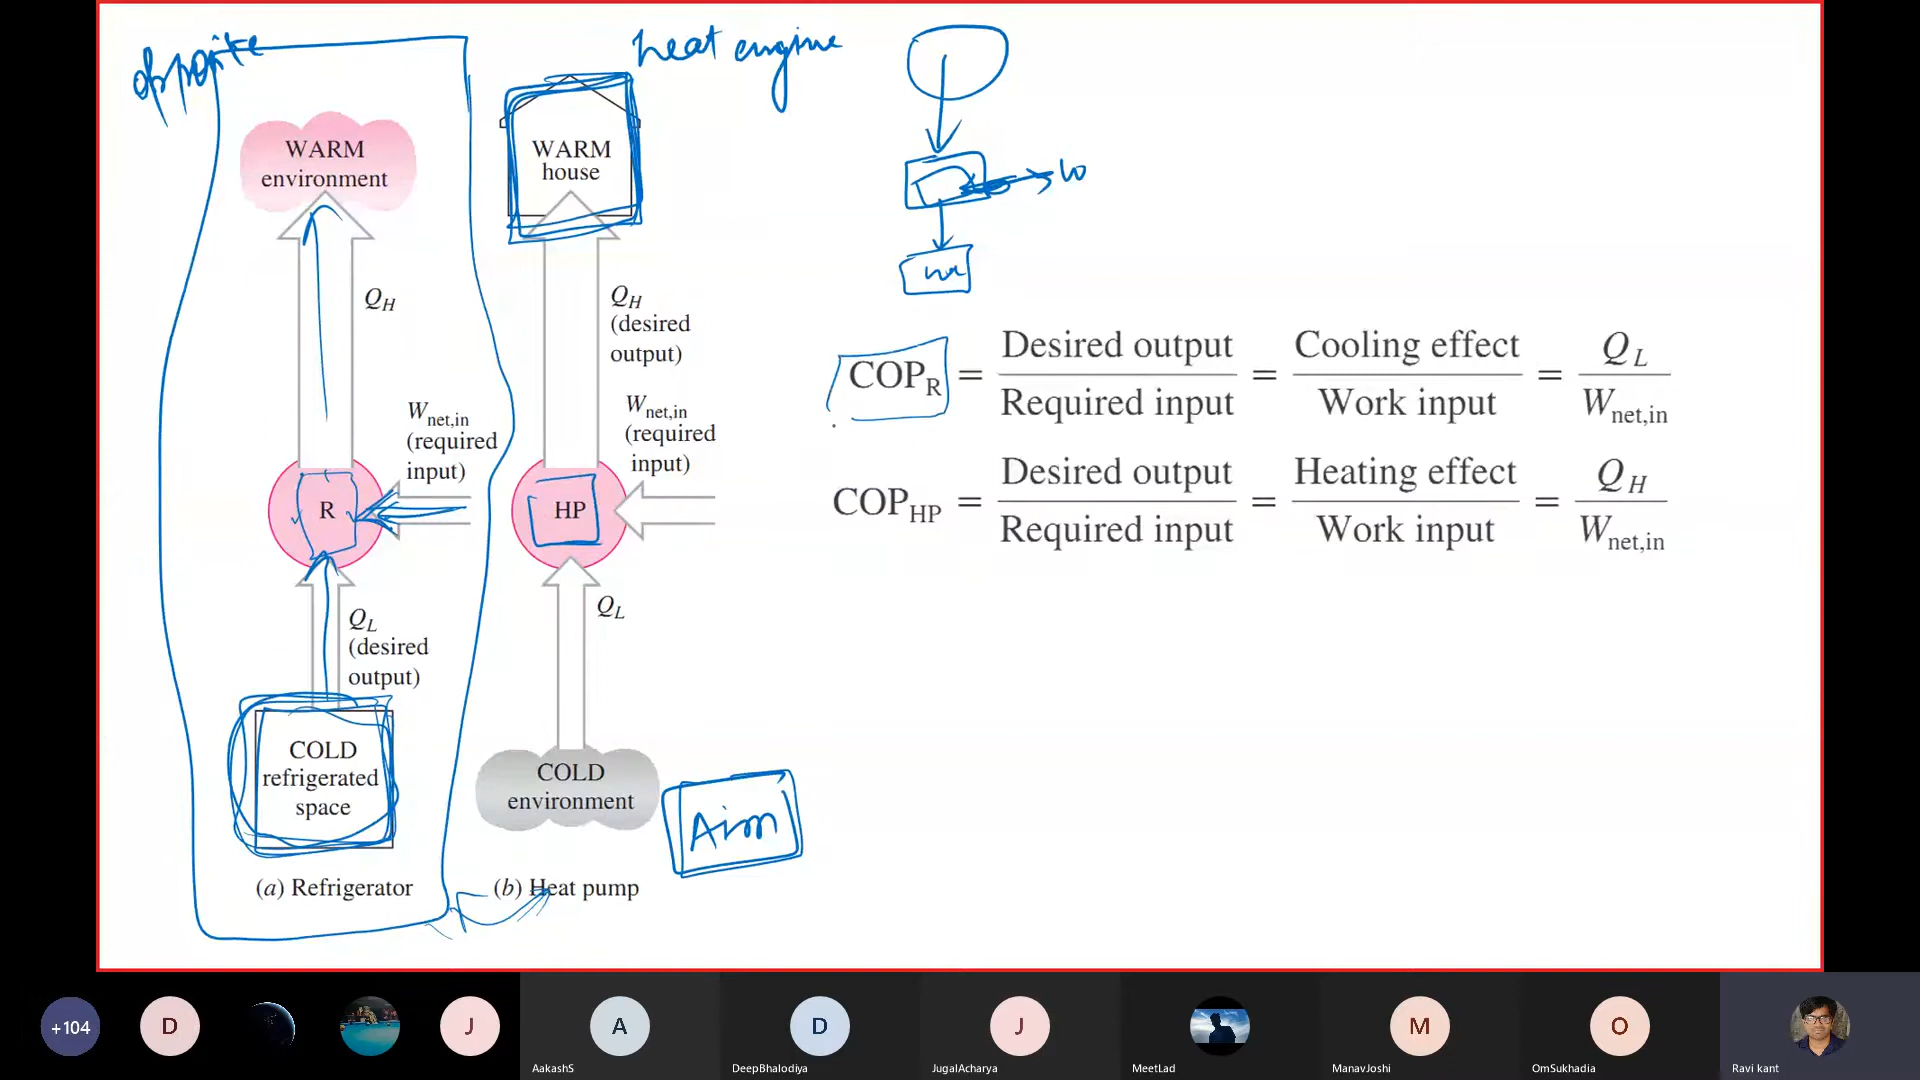 opposite
heat engine
WARM
environment
WARM
house
w
Q_H
Q_H
(desired
output)
W_net,in
(required
input)
W_net,in
(required
input)
R
HP
Q_L
Q_L
(desired
output)
COLD
refrigerated
space
COLD
environment
Aim
(a) Refrigerator
(b) Heat pump
COP_R = Desired output / Required input = Cooling effect / Work input = Q_L / W_net,in
COP_HP = Desired output / Required input = Heating effect / Work input = Q_H / W_net,in
+104
D
J
A
D
J
M
O
AakashS
DeepBhalodiya
JugalAcharya
MeetLad
ManavJoshi
OmSukhadia
Ravi kant